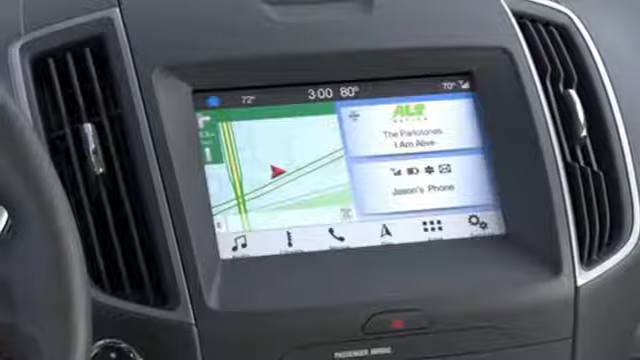 72°
3:00 80°
70°
ALT
The Parlotones
I Am Alive
Jason's Phone
PASSENGER AIRBAG